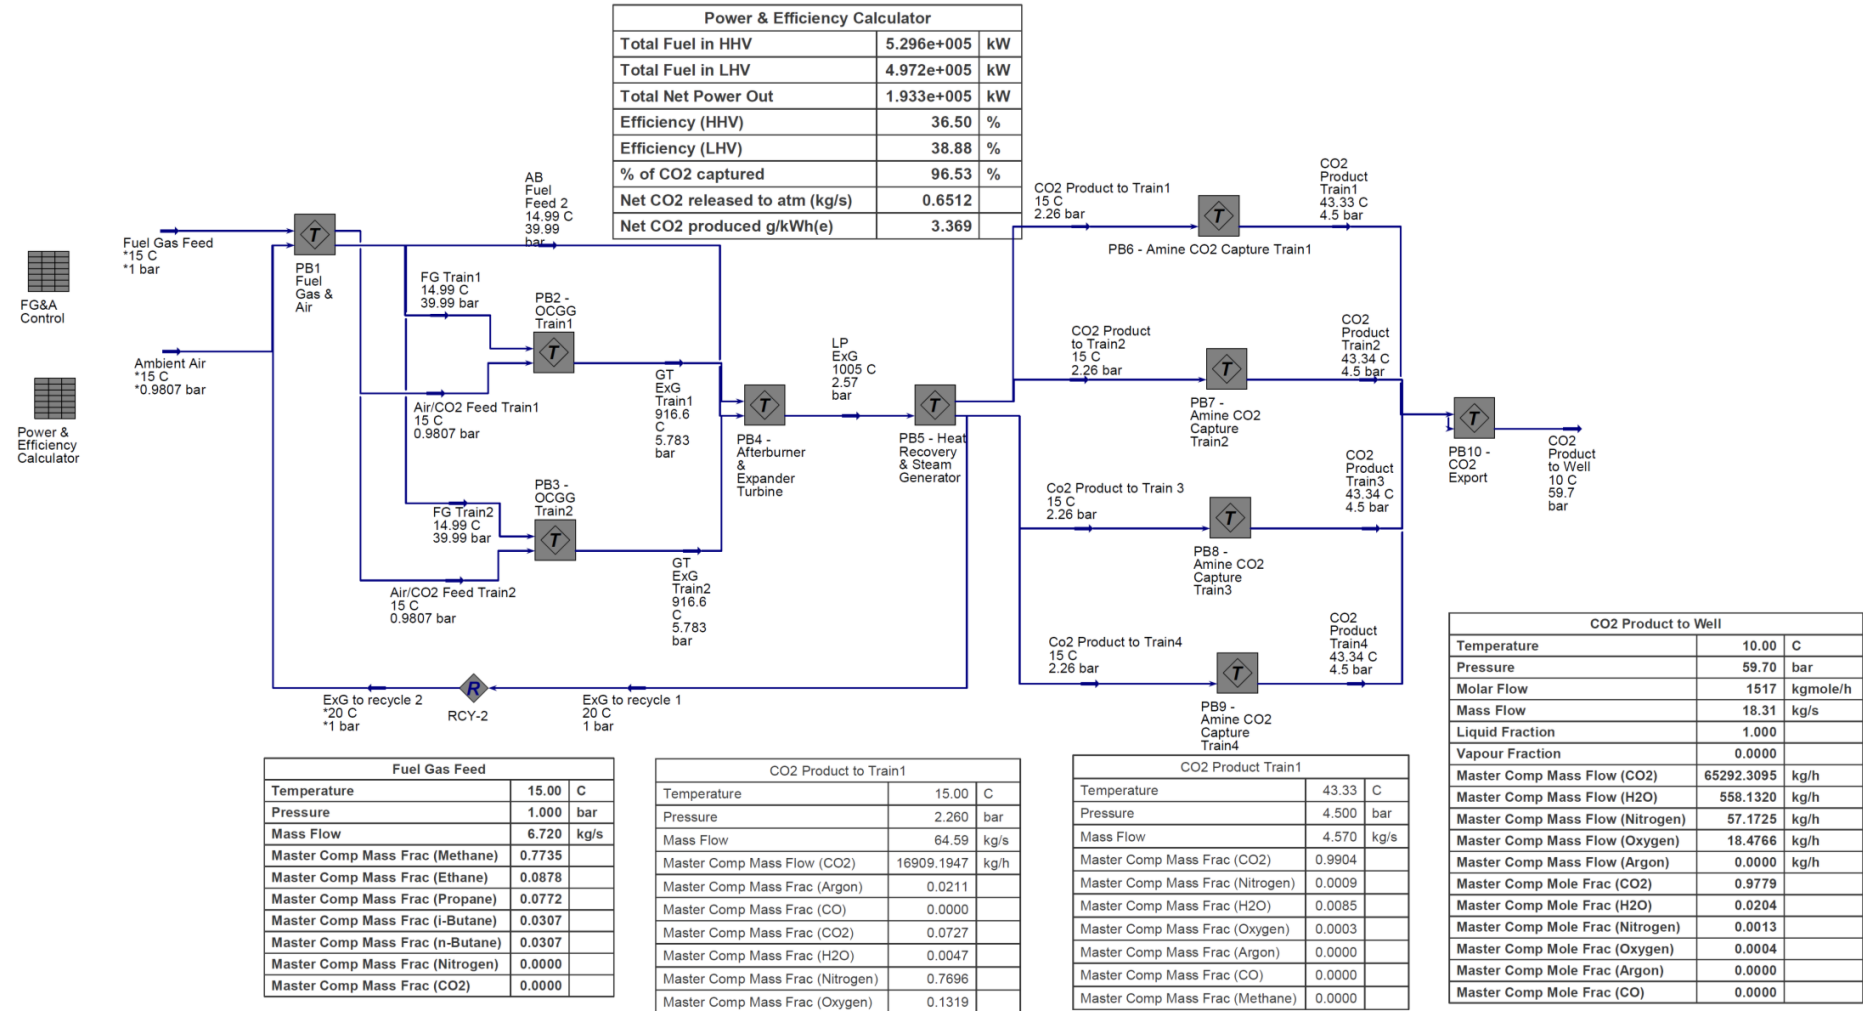 Power & Efficiency Calculator
Total Fuel in HHV 5.296e+005 kW
Total Fuel in LHV 4.972e+005 kW
Total Net Power Out 1.933e+005 kW
Efficiency (HHV) 36.50 %
Efficiency (LHV) 38.88 %
% of CO2 captured 96.53 %
Net CO2 released to atm (kg/s) 0.6512
Net CO2 produced g/kWh(e) 3.369
FG&A
Control
Power &
Efficiency
Calculator
Fuel Gas Feed
*15 C
*1 bar
Ambient Air
*15 C
*0.9807 bar
T
PB1
Fuel
Gas &
Air
AB
Fuel
Feed 2
14.99 C
39.99
bar
FG Train1
14.99 C
39.99 bar
PB2 -
OCGG
Train1
T
Air/CO2 Feed Train1
15 C
0.9807 bar
GT
ExG
Train1
916.6
C
5.783
bar
FG Train2
14.99 C
39.99 bar
PB3 -
OCGG
Train2
T
Air/CO2 Feed Train2
15 C
0.9807 bar
GT
ExG
Train2
916.6
C
5.783
bar
T
PB4 -
Afterburner
&
Expander
Turbine
LP
ExG
1005 C
2.57
bar
T
PB5 - Heat
Recovery
& Steam
Generator
ExG to recycle 2
*20 C
*1 bar
R
RCY-2
ExG to recycle 1
20 C
1 bar
CO2 Product to Train1
15 C
2.26 bar
T
PB6 - Amine CO2 Capture Train1
CO2
Product
Train1
43.33 C
4.5 bar
CO2 Product
to Train2
15 C
2.26 bar
T
PB7 -
Amine CO2
Capture
Train2
CO2
Product
Train2
43.34 C
4.5 bar
Co2 Product to Train 3
15 C
2.26 bar
T
PB8 -
Amine CO2
Capture
Train3
CO2
Product
Train3
43.34 C
4.5 bar
Co2 Product to Train4
15 C
2.26 bar
T
PB9 -
Amine CO2
Capture
Train4
CO2
Product
Train4
43.34 C
4.5 bar
T
PB10 -
CO2
Export
CO2
Product
to Well
10 C
59.7
bar
Fuel Gas Feed
Temperature 15.00 C
Pressure 1.000 bar
Mass Flow 6.720 kg/s
Master Comp Mass Frac (Methane) 0.7735
Master Comp Mass Frac (Ethane) 0.0878
Master Comp Mass Frac (Propane) 0.0772
Master Comp Mass Frac (i-Butane) 0.0307
Master Comp Mass Frac (n-Butane) 0.0307
Master Comp Mass Frac (Nitrogen) 0.0000
Master Comp Mass Frac (CO2) 0.0000
CO2 Product to Train1
Temperature 15.00 C
Pressure 2.260 bar
Mass Flow 64.59 kg/s
Master Comp Mass Flow (CO2) 16909.1947 kg/h
Master Comp Mass Frac (Argon) 0.0211
Master Comp Mass Frac (CO) 0.0000
Master Comp Mass Frac (CO2) 0.0727
Master Comp Mass Frac (H2O) 0.0047
Master Comp Mass Frac (Nitrogen) 0.7696
Master Comp Mass Frac (Oxygen) 0.1319
CO2 Product Train1
Temperature 43.33 C
Pressure 4.500 bar
Mass Flow 4.570 kg/s
Master Comp Mass Frac (CO2) 0.9904
Master Comp Mass Frac (Nitrogen) 0.0009
Master Comp Mass Frac (H2O) 0.0085
Master Comp Mass Frac (Oxygen) 0.0003
Master Comp Mass Frac (Argon) 0.0000
Master Comp Mass Frac (CO) 0.0000
Master Comp Mass Frac (Methane) 0.0000
CO2 Product to Well
Temperature 10.00 C
Pressure 59.70 bar
Molar Flow 1517 kgmole/h
Mass Flow 18.31 kg/s
Liquid Fraction 1.000
Vapour Fraction 0.0000
Master Comp Mass Flow (CO2) 65292.3095 kg/h
Master Comp Mass Flow (H2O) 558.1320 kg/h
Master Comp Mass Flow (Nitrogen) 57.1725 kg/h
Master Comp Mass Flow (Oxygen) 18.4766 kg/h
Master Comp Mass Flow (Argon) 0.0000 kg/h
Master Comp Mole Frac (CO2) 0.9779
Master Comp Mole Frac (H2O) 0.0204
Master Comp Mole Frac (Nitrogen) 0.0013
Master Comp Mole Frac (Oxygen) 0.0004
Master Comp Mole Frac (Argon) 0.0000
Master Comp Mole Frac (CO) 0.0000